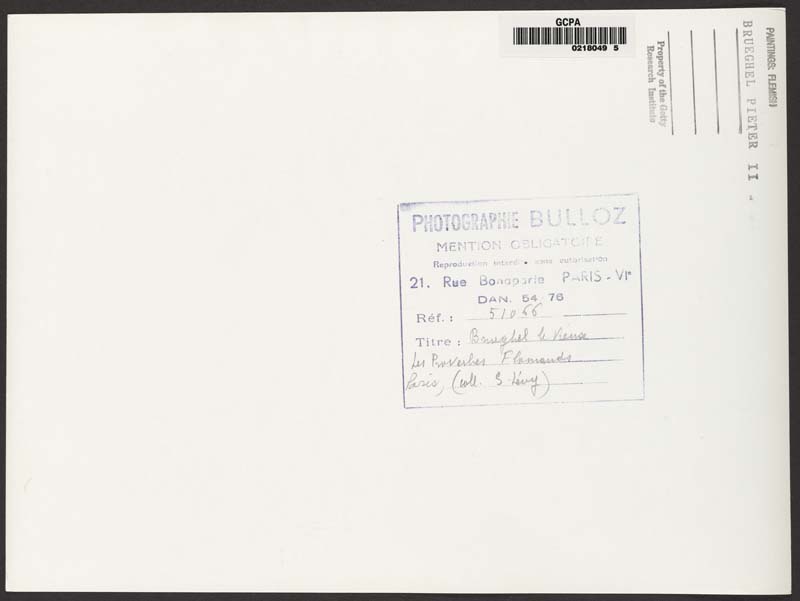 GCPA
0218049 5
PAINTINGS: FLEMISH
BRUEGHEL PIETER II
Property of the Getty
Research Institute
PHOTOGRAPHIE BULLOZ
MENTION OBLIGATOIRE
Reproduction interdite sans autorisation
21. Rue Bonaparte PARIS-VIe
DAN. 54 76
Réf.: 51066
Titre: Brueghel le Vieux
Les Proverbes Flamands
Paris, (coll. S. Lévy)